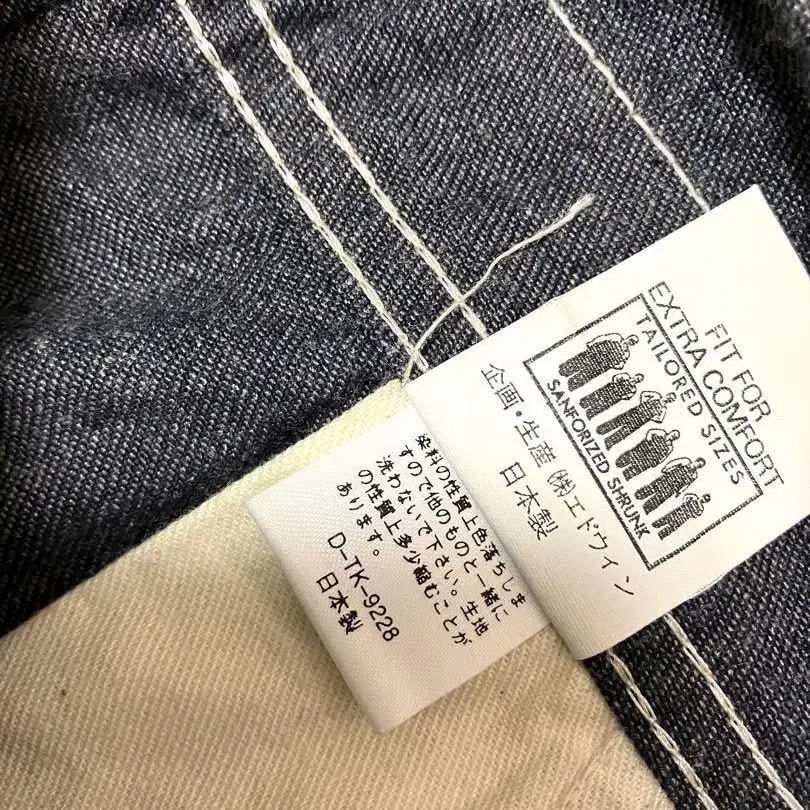 FIT FOR
EXTRA COMFORT
TAILORED SIZES
SANFORIZED SHRUNK
企画・生産 ㈱エドウイン
日本製
染料の性質上色落ちしま
すので他のものと一緒に
洗わないで下さい。生地
の性質上多少縮むことが
あります。
D-TK-9228
日本製